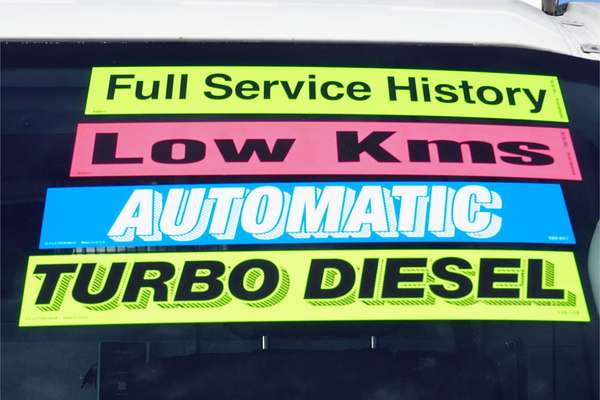 Full Service History
Low Kms
AUTOMATIC
TURBO DIESEL